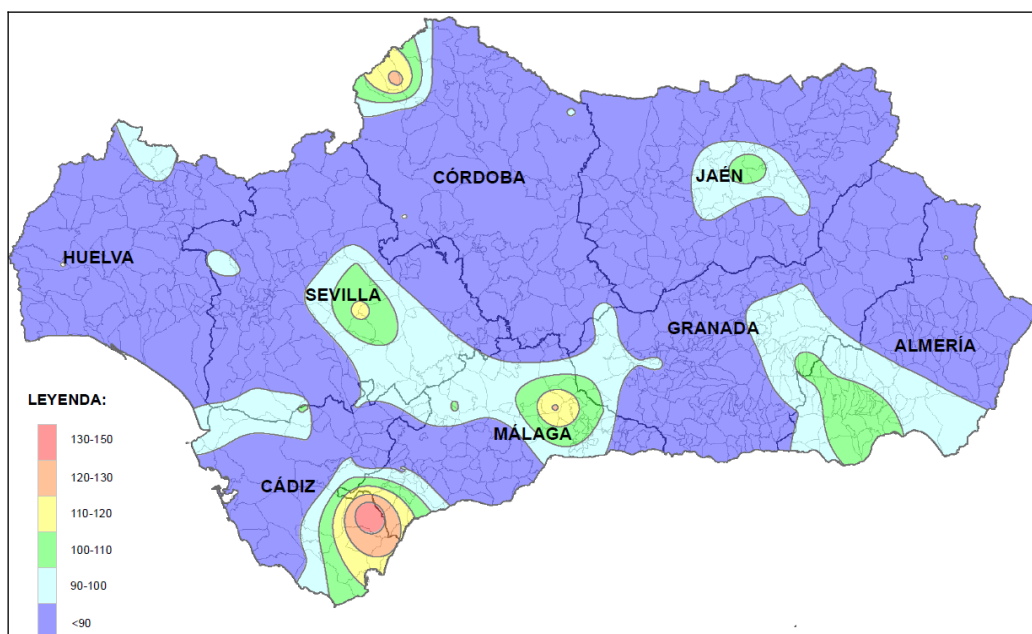 CÓRDOBA
JAÉN
HUELVA
SEVILLA
GRANADA
ALMERÍA
MÁLAGA
CÁDIZ
LEYENDA:
130-150
120-130
110-120
100-110
90-100
<90